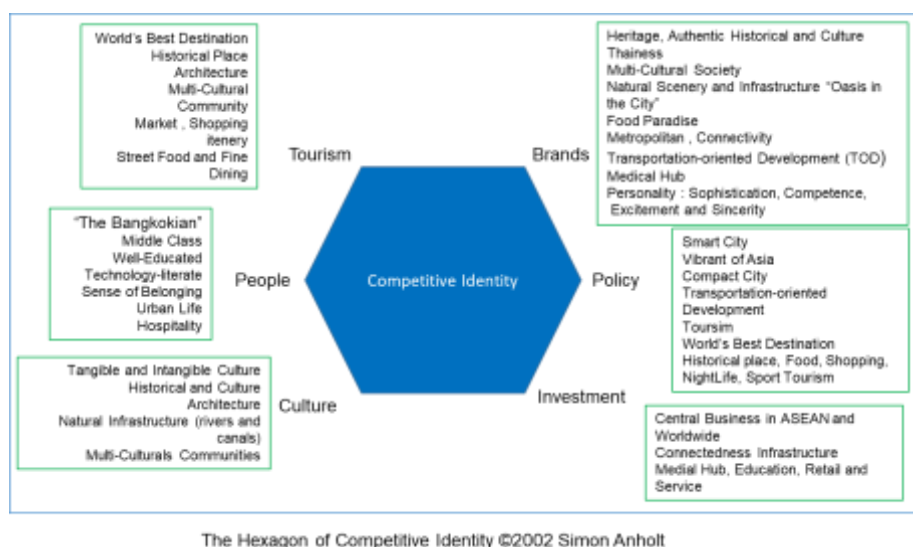 World's Best Destination
Historical Place
Architecture
Multi-Cultural
Community
Market , Shopping
itenery
Street Food and Fine
Dining
Tourism
Heritage, Authentic Historical and Culture
Thainess
Multi-Cultural Society
Natural Scenery and Infrastructure "Oasis in
the City"
Food Paradise
Metropolitan , Connectivity
Transportation-oriented Development (TOD)
Medical Hub
Personality : Sophistication, Competence,
Excitement and Sincerity
Brands
"The Bangkokian"
Middle Class
Well-Educated
Technology-literate
Sense of Belonging
Urban Life
Hospitality
People
Competitive Identity
Policy
Smart City
Vibrant of Asia
Compact City
Transportation-oriented
Development
Toursim
World's Best Destination
Historical place, Food, Shopping,
NightLife, Sport Tourism
Tangible and Intangible Culture
Historical and Culture
Architecture
Natural Infrastructure (rivers and
canals)
Multi-Culturals Communities
Culture
Investment
Central Business in ASEAN and
Worldwide
Connectedness Infrastructure
Medial Hub, Education, Retail and
Service
The Hexagon of Competitive Identity ©2002 Simon Anholt